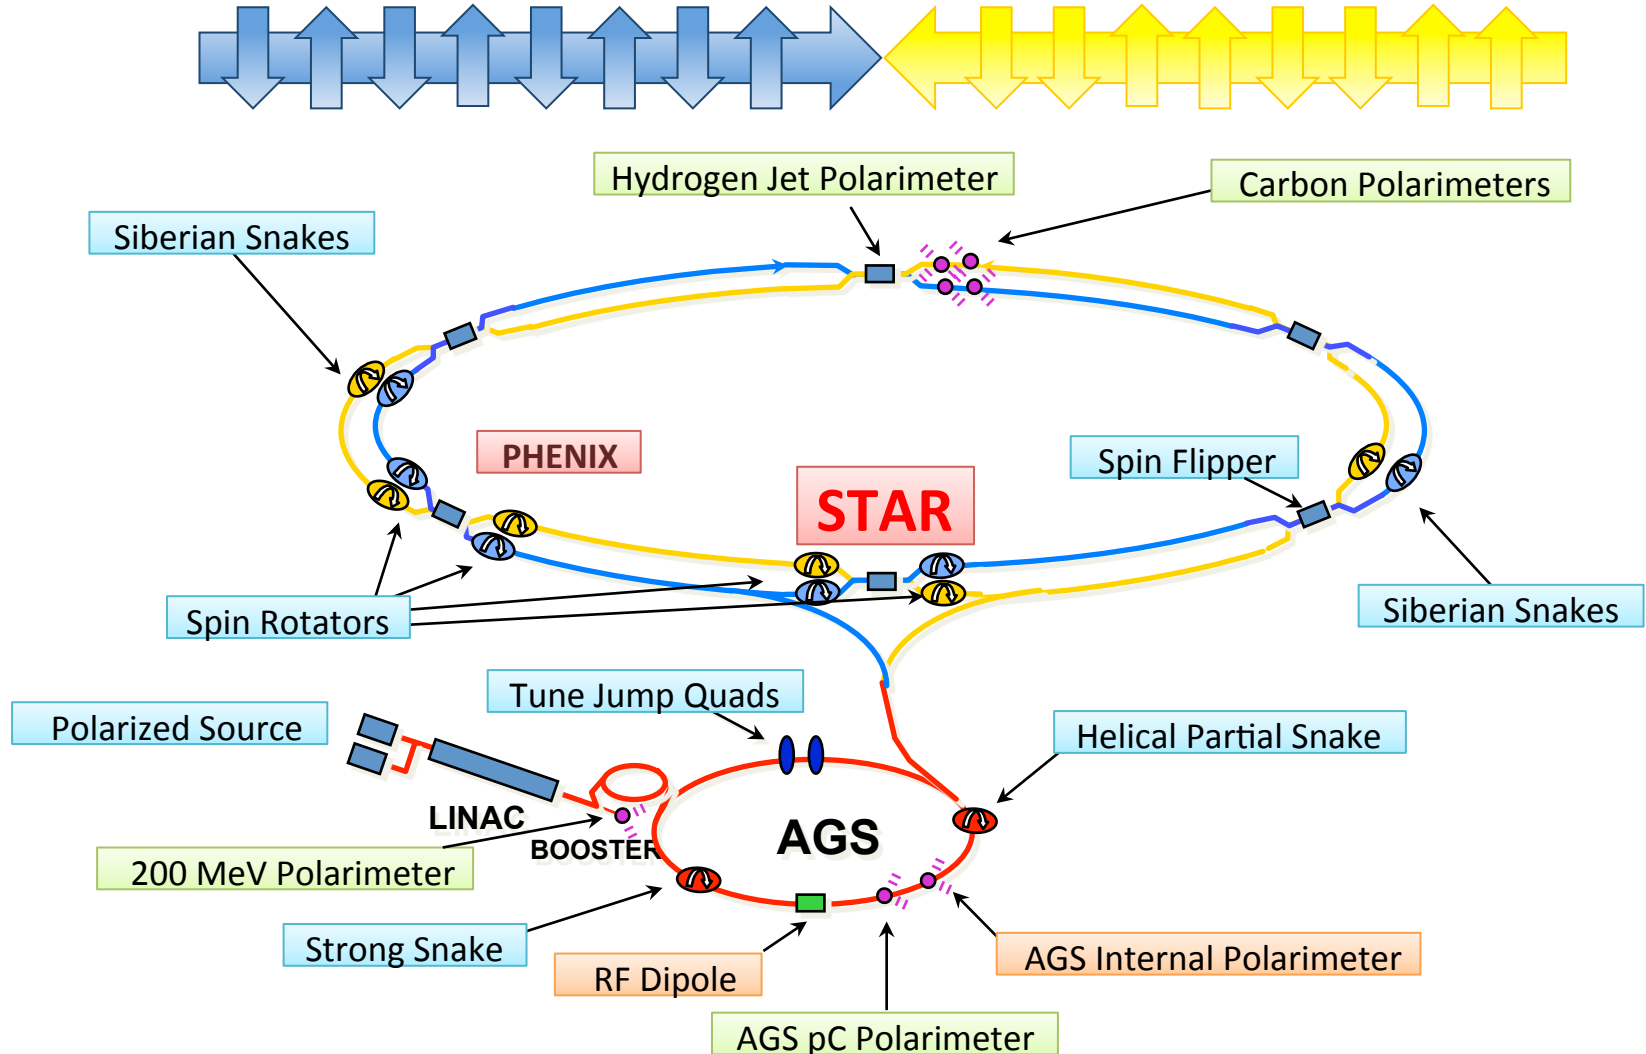 Hydrogen Jet Polarimeter
Carbon Polarimeters
Siberian Snakes
PHENIX
STAR
Spin Flipper
Spin Rotators
Siberian Snakes
Tune Jump Quads
Polarized Source
Helical Partial Snake
LINAC
AGS
BOOSTER
200 MeV Polarimeter
Strong Snake
RF Dipole
AGS Internal Polarimeter
AGS pC Polarimeter